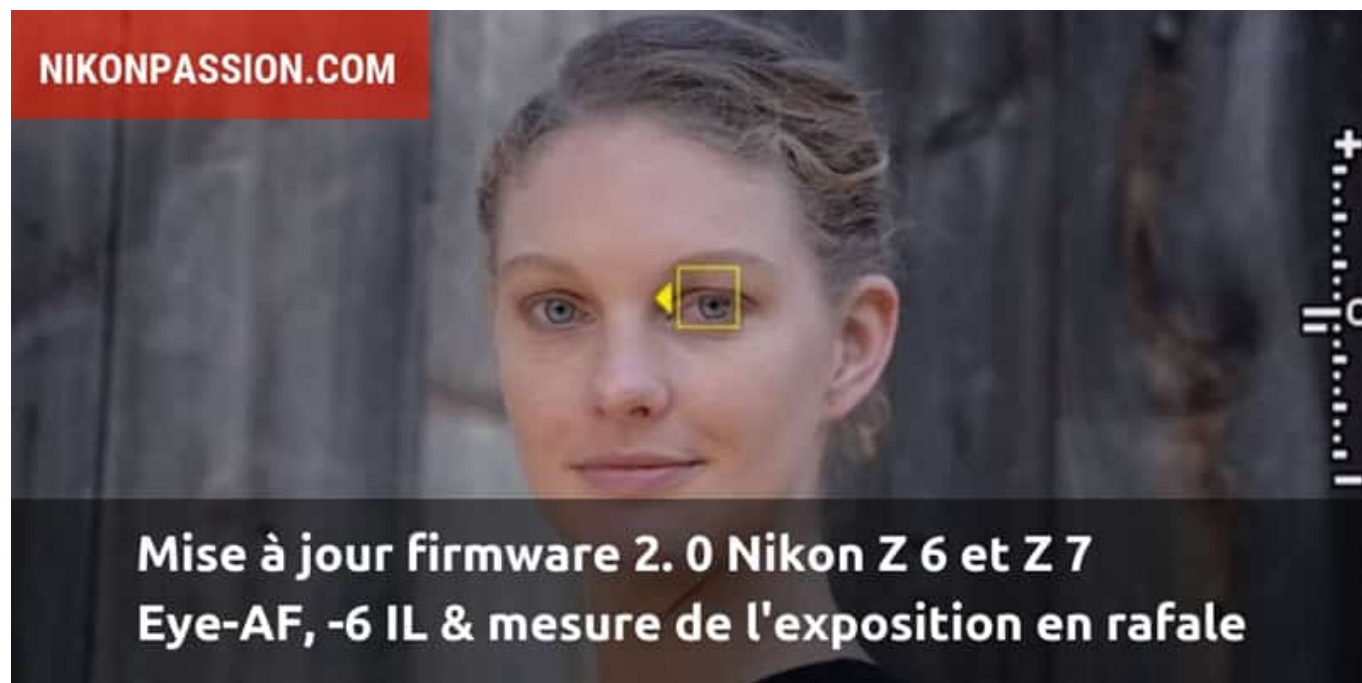 NIKONPASSION.COM
Mise à jour firmware 2. 0 Nikon Z 6 et Z 7
Eye-AF, -6 IL & mesure de l'exposition en rafale